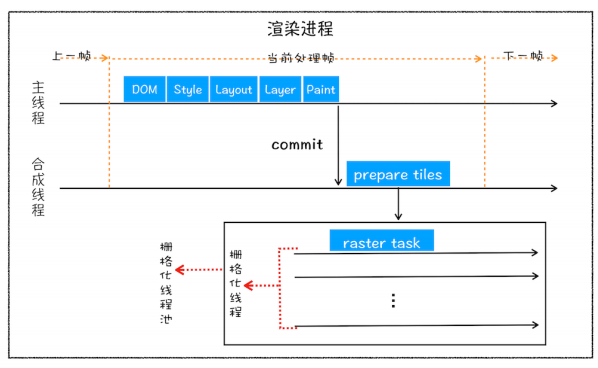 渲染进程
上一帧
当前处理帧
下一帧
主线程
DOM
Style
Layout
Layer
Paint
commit
合成线程
prepare tiles
raster task
栅格化线程池
栅格化线程
...